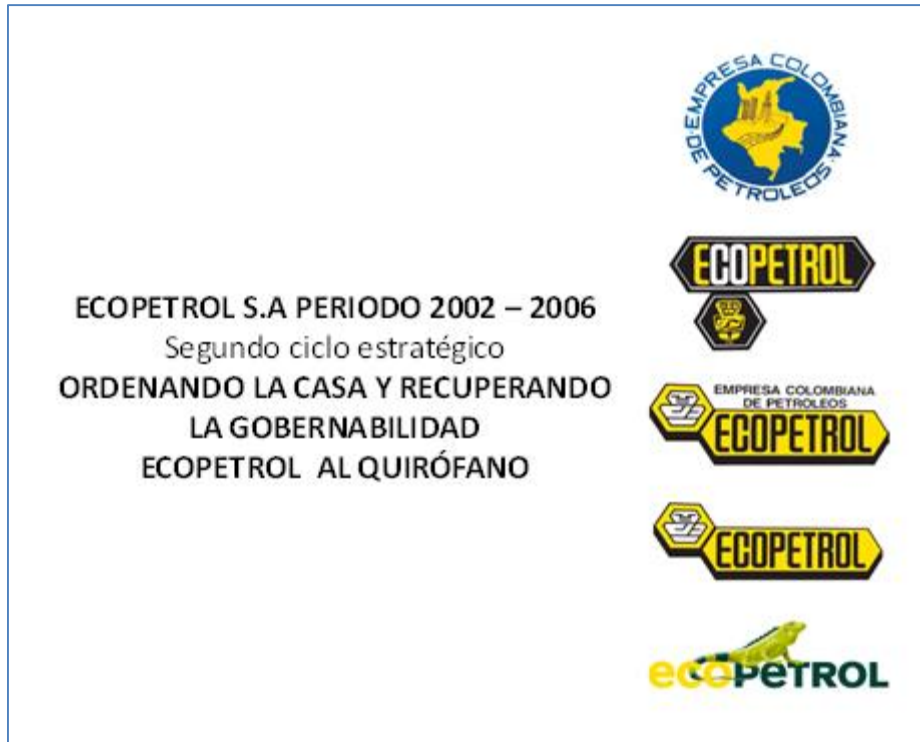 ECOPETROL S.A PERIODO 2002 – 2006
Segundo ciclo estratégico
ORDENANDO LA CASA Y RECUPERANDO
LA GOBERNABILIDAD
ECOPETROL AL QUIRÓFANO
EMPRESA COLOMBIANA
DE PETROLEOS
ECOPETROL
EMPRESA COLOMBIANA
DE PETROLEOS
ECOPETROL
ECOPETROL
ecoPeTROL